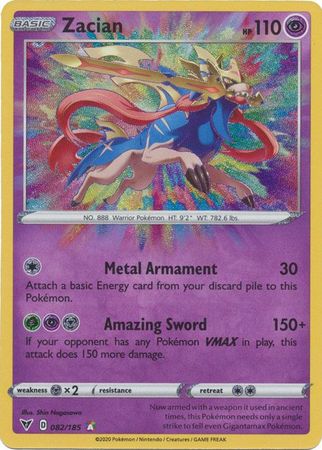 BASIC Zacian HP 110
NO. 888 Warrior Pokémon HT: 9'2" WT: 782.6 lbs.
Metal Armament 30
Attach a basic Energy card from your discard pile to this
Pokémon.
Amazing Sword 150+
If your opponent has any Pokémon VMAX in play, this
attack does 150 more damage.
weakness ×2 resistance retreat
Illus. Shin Nagasawa
D 082/185
Now armed with a weapon it used in ancient
times, this Pokémon needs only a single
strike to fell even Gigantamax Pokémon.
©2020 Pokémon / Nintendo / Creatures / GAME FREAK